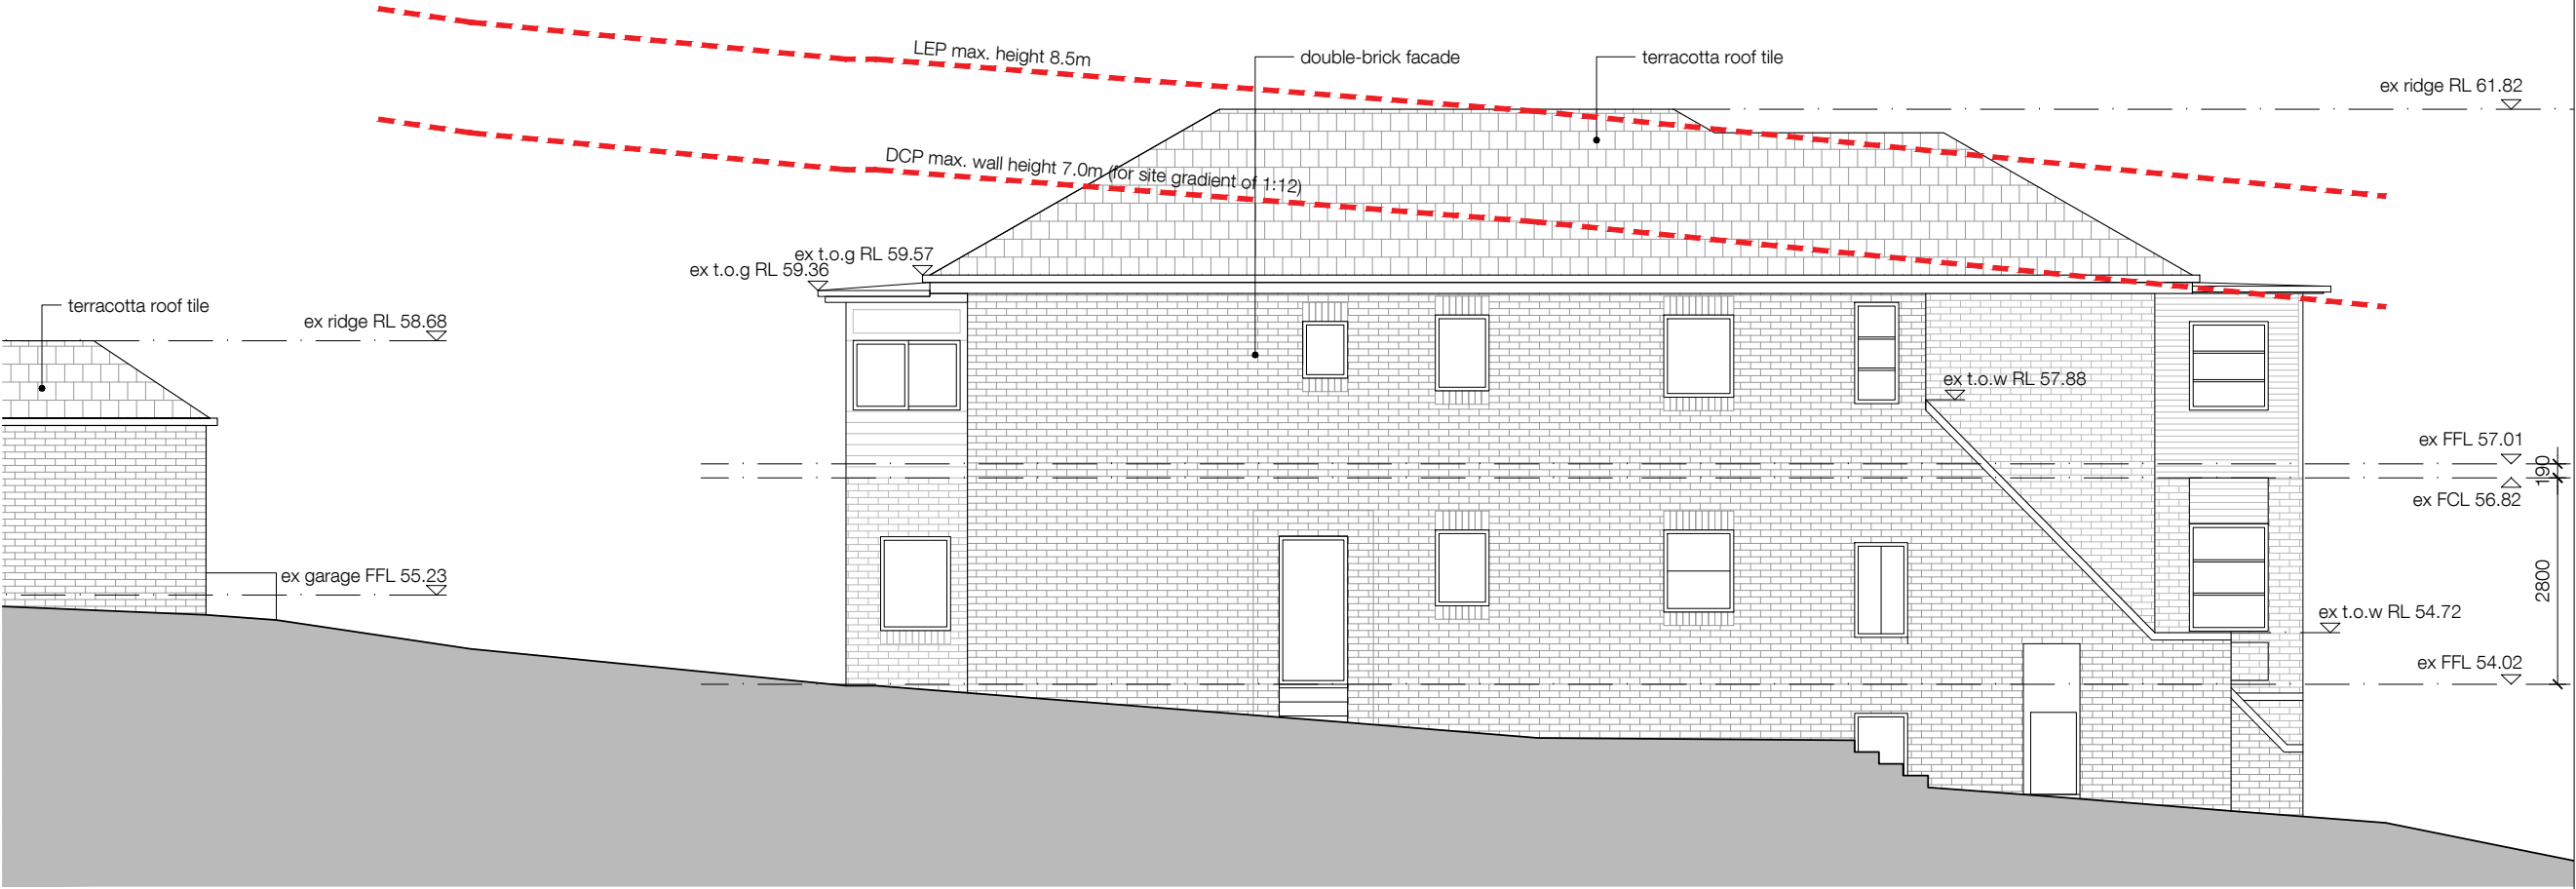 LEP max. height 8.5m
double-brick facade
terracotta roof tile
ex ridge RL 61.82
DCP max. wall height 7.0m (for site gradient of 1:12)
ex t.o.g RL 59.57
ex t.o.g RL 59.36
terracotta roof tile
ex ridge RL 58.68
ex t.o.w RL 57.88
ex FFL 57.01
190
ex FCL 56.82
ex garage FFL 55.23
2800
ex t.o.w RL 54.72
ex FFL 54.02